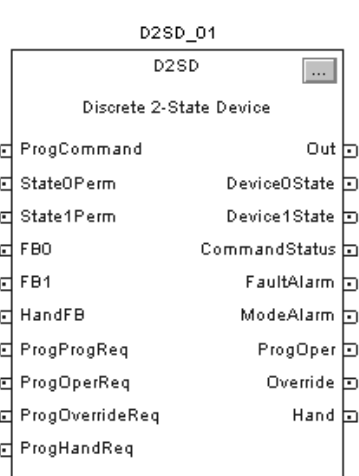 D2SD_01
D2SD
...
Discrete 2-State Device
ProgCommand Out
State0Perm Device0State
State1Perm Device1State
FB0 CommandStatus
FB1 FaultAlarm
HandFB ModeAlarm
ProgProgReq ProgOper
ProgOperReq Override
ProgOverrideReq Hand
ProgHandReq